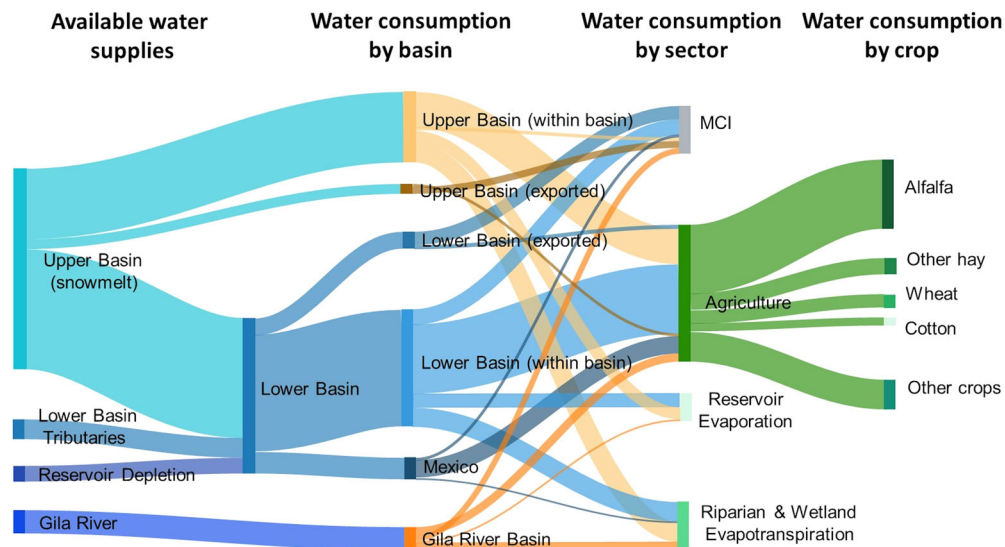 Available water
supplies
Water consumption
by basin
Water consumption
by sector
Water consumption
by crop
Upper Basin (within basin)
MCI
Upper Basin (exported)
Alfalfa
Lower Basin (exported)
Upper Basin
(snowmelt)
Other hay
Agriculture
Wheat
Cotton
Lower Basin
Lower Basin (within basin)
Other crops
Lower Basin
Tributaries
Reservoir
Evaporation
Reservoir Depletion
Mexico
Gila River
Gila River Basin
Riparian & Wetland
Evapotranspiration